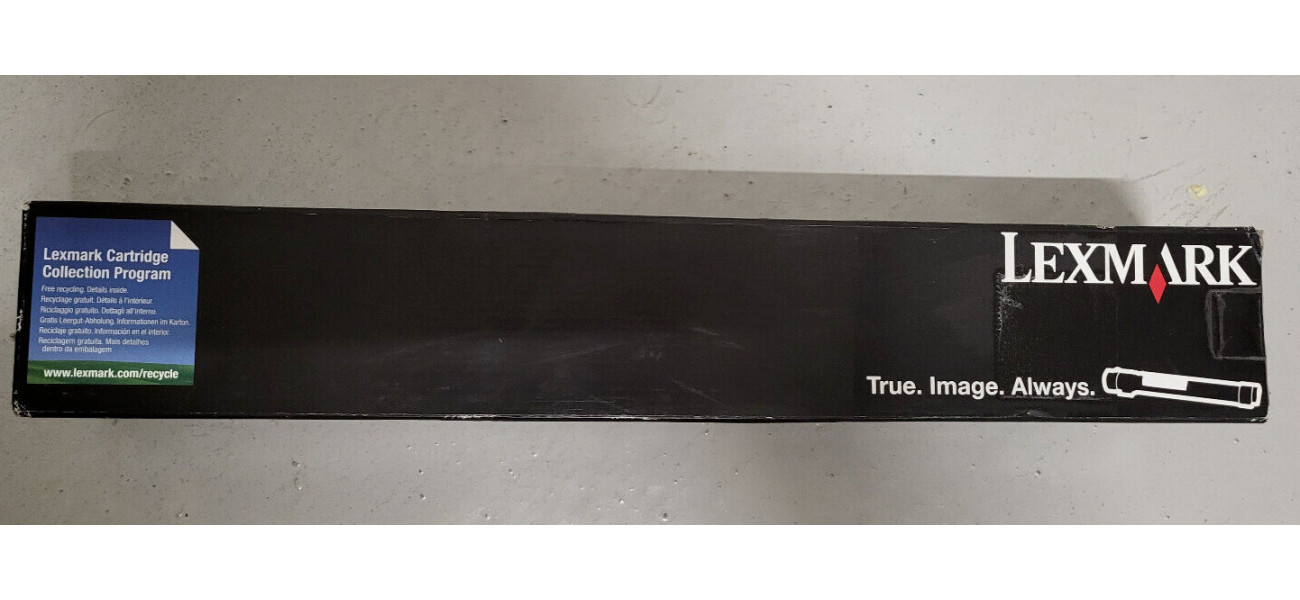 Lexmark Cartridge
Collection Program
Free recycling. Details inside.
Recyclage gratuit. Détails à l'intérieur.
Riciclaggio gratuito. Dettagli all'interno.
Gratis Leergut-Abholung. Informationen im Karton.
Reciclaje gratuito. Información en el interior.
Reciclagem gratuita. Mais detalhes
dentro da embalagem
www.lexmark.com/recycle
LEXMARK
True. Image. Always.